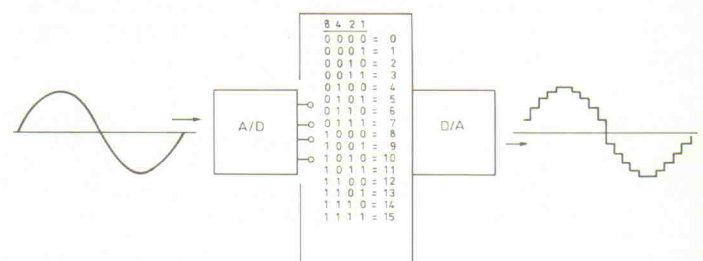 8 4 2 1
0 0 0 0 = 0
0 0 0 1 = 1
0 0 1 0 = 2
0 0 1 1 = 3
0 1 0 0 = 4
0 1 0 1 = 5
0 1 1 0 = 6
0 1 1 1 = 7
1 0 0 0 = 8
1 0 0 1 = 9
1 0 1 0 = 10
1 0 1 1 = 11
1 1 0 0 = 12
1 1 0 1 = 13
1 1 1 0 = 14
1 1 1 1 = 15
A/D
D/A